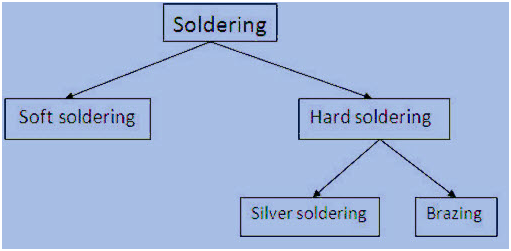 Soldering
Soft soldering
Hard soldering
Silver soldering
Brazing